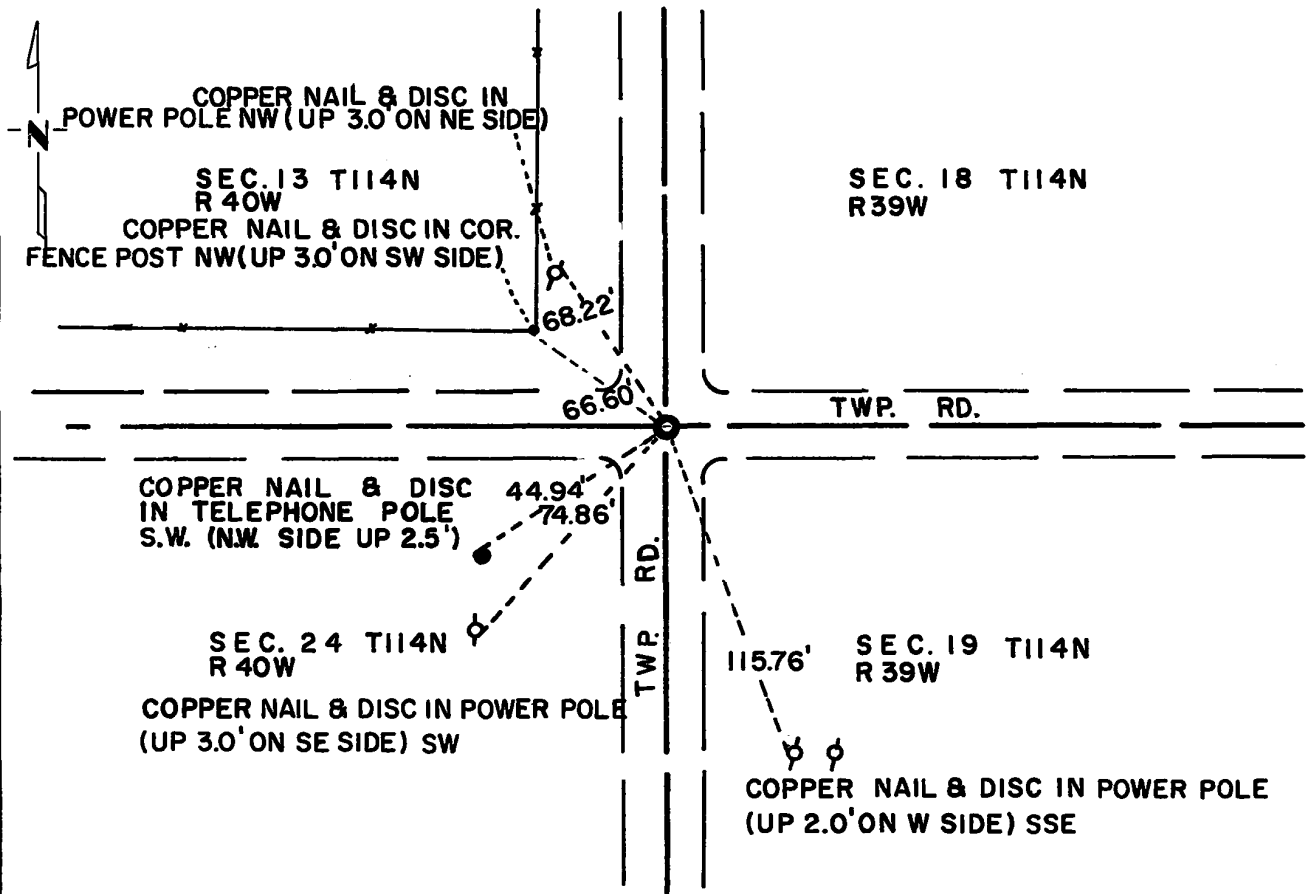 COPPER NAIL & DISC IN
POWER POLE NW (UP 3.0' ON NE SIDE)
N
SEC. 13 T114N
R 40W
SEC. 18 T114N
R39W
COPPER NAIL & DISC IN COR.
FENCE POST NW (UP 3.0' ON SW SIDE)
68.22'
66.60'
TWP. RD.
COPPER NAIL & DISC
IN TELEPHONE POLE
S.W. (N.W. SIDE UP 2.5')
44.94'
74.86'
TWP. RD.
SEC. 24 T114N
R 40W
115.76'
SEC. 19 T114N
R 39W
COPPER NAIL & DISC IN POWER POLE
(UP 3.0' ON SE SIDE) SW
COPPER NAIL & DISC IN POWER POLE
(UP 2.0' ON W SIDE) SSE